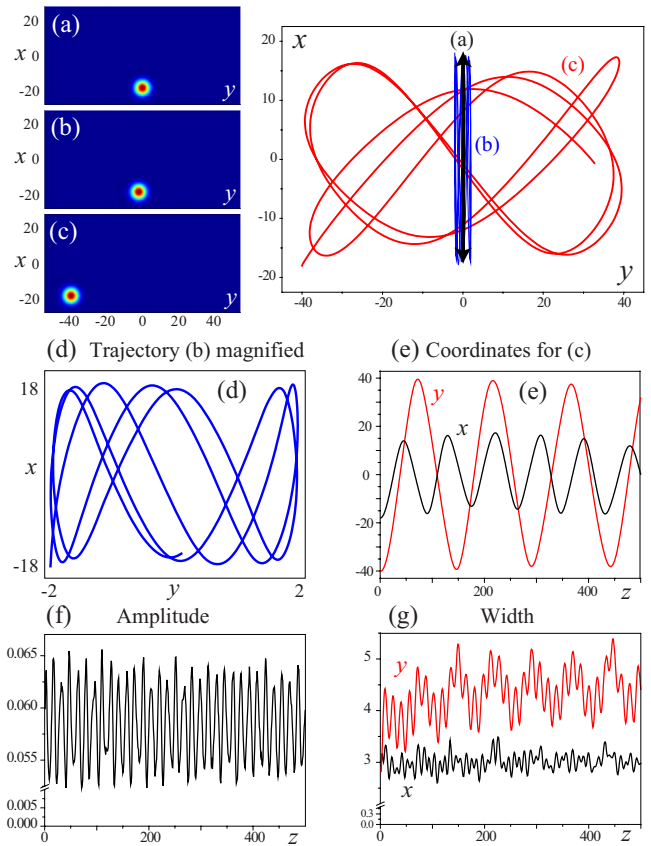 (a)
20
x 0
-20
y
(b)
20
x 0
-20
y
(c)
20
x 0
-20
y
-40 -20 0 20 40
x
20
10
0
-10
-20
(a)
(b)
(c)
y
-40 -20 0 20 40
(d) Trajectory (b) magnified
(d)
18
x
-18
-2 y 2
(e) Coordinates for (c)
(e)
y
x
40
20
0
-20
-40
0 200 400 z
(f) Amplitude
0.065
0.060
0.055
0.005
0.000
0 200 400 z
(g) Width
5
4
3
0.3
0.0
y
x
0 200 400 z